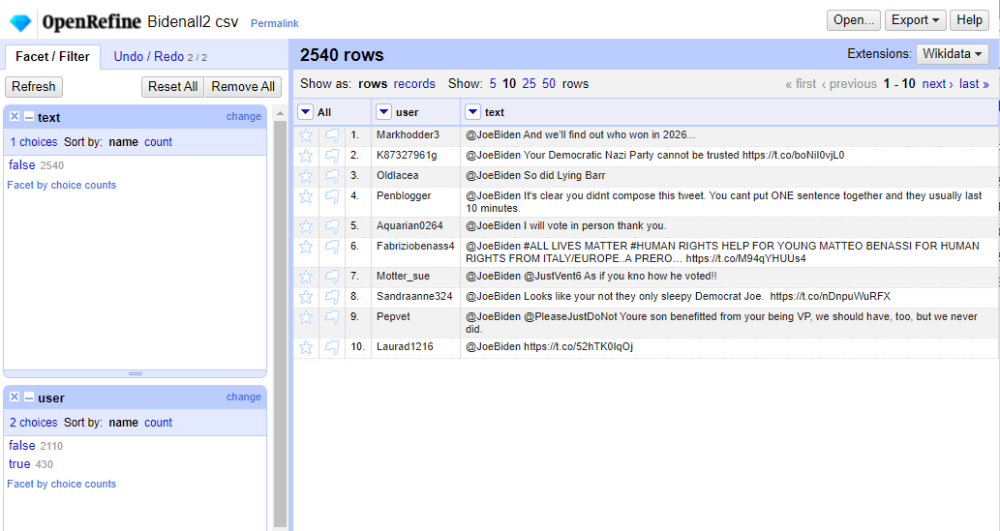 OpenRefine Bidenall2 csv Permalink Open... Export Help
Facet / Filter Undo / Redo 2 / 2
Refresh Reset All Remove All
text change
1 choices Sort by: name count
false 2540
Facet by choice counts
user change
2 choices Sort by: name count
false 2110
true 430
Facet by choice counts
2540 rows Extensions: Wikidata
Show as: rows records Show: 5 10 25 50 rows « first ‹ previous 1 - 10 next › last »
All user text
1. Markhodder3 @JoeBiden And we'll find out who won in 2026...
2. K87327961g @JoeBiden Your Democratic Nazi Party cannot be trusted https://t.co/boNiI0vjL0
3. Oldlacea @JoeBiden So did Lying Barr
4. Penblogger @JoeBiden It's clear you didnt compose this tweet. You cant put ONE sentence together and they usually last
10 minutes.
5. Aquarian0264 @JoeBiden I will vote in person thank you.
6. Fabriziobenass4 @JoeBiden #ALL LIVES MATTER #HUMAN RIGHTS HELP FOR YOUNG MATTEO BENASSI FOR HUMAN
RIGHTS FROM ITALY/EUROPE..A PRERO… https://t.co/M94qYHUUs4
7. Motter_sue @JoeBiden @JustVent6 As if you kno how he voted!!
8. Sandraanne324 @JoeBiden Looks like your not they only sleepy Democrat Joe. https://t.co/nDnpuWuRFX
9. Pepvet @JoeBiden @PleaseJustDoNot Youre son benefitted from your being VP, we should have, too, but we never
did.
10. Laurad1216 @JoeBiden https://t.co/52hTK0IqOj